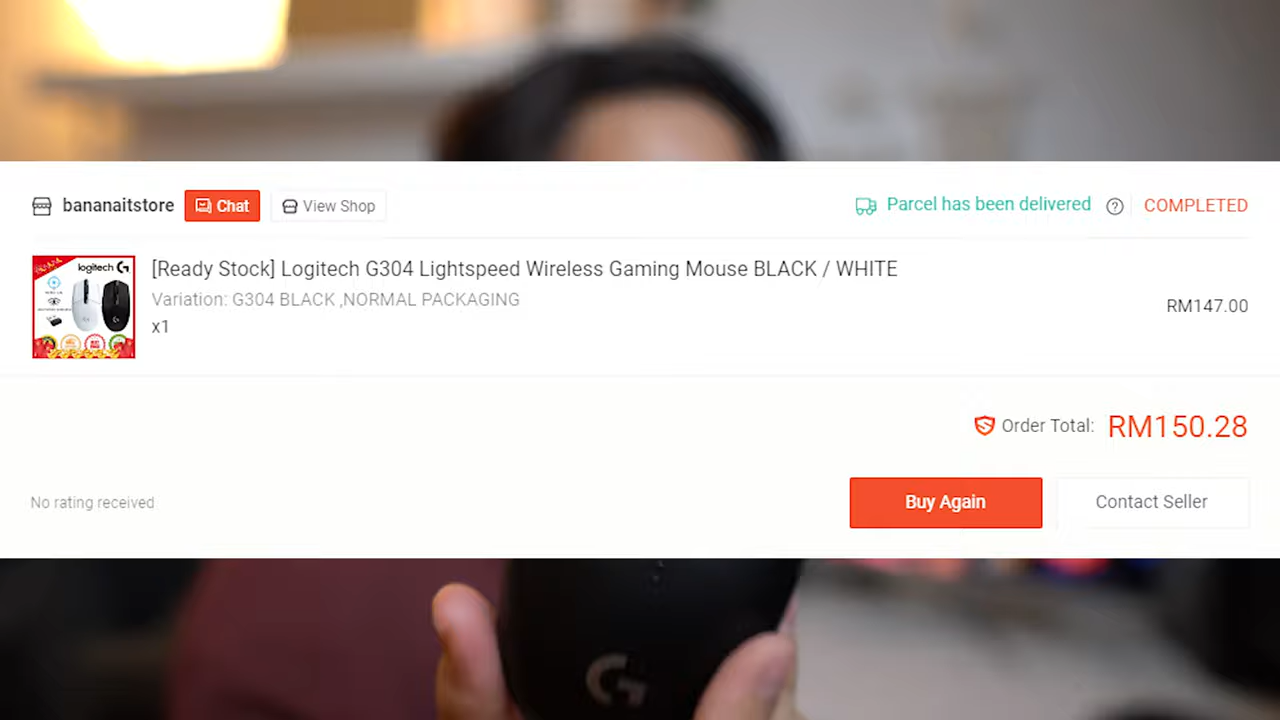 bananaitstore
Chat
View Shop
Parcel has been delivered
?
COMPLETED
logitech G
[Ready Stock] Logitech G304 Lightspeed Wireless Gaming Mouse BLACK / WHITE
Variation: G304 BLACK ,NORMAL PACKAGING
x1
RM147.00
Order Total: RM150.28
No rating received
Buy Again
Contact Seller
G